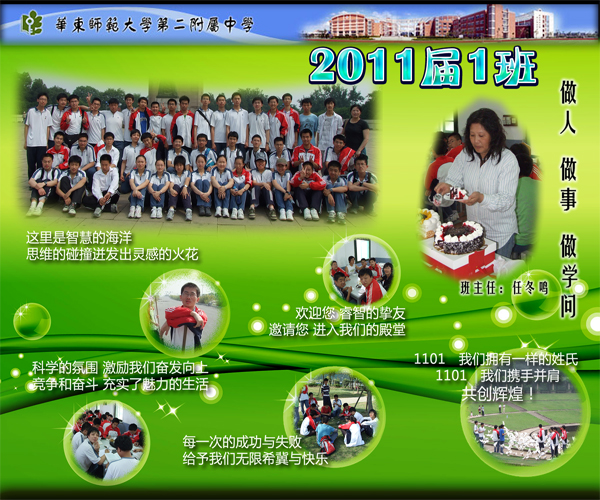 華東師範大學第二附屬中學
2011届1班
做人 做事 做学问
这里是智慧的海洋
思维的碰撞迸发出灵感的火花
班主任：任冬鸣
欢迎您 睿智的挚友
邀请您 进入我们的殿堂
科学的氛围 激励我们奋发向上
竞争和奋斗 充实了魅力的生活
1101 我们拥有一样的姓氏
1101 我们携手并肩
共创辉煌！
每一次的成功与失败
给予我们无限希冀与快乐